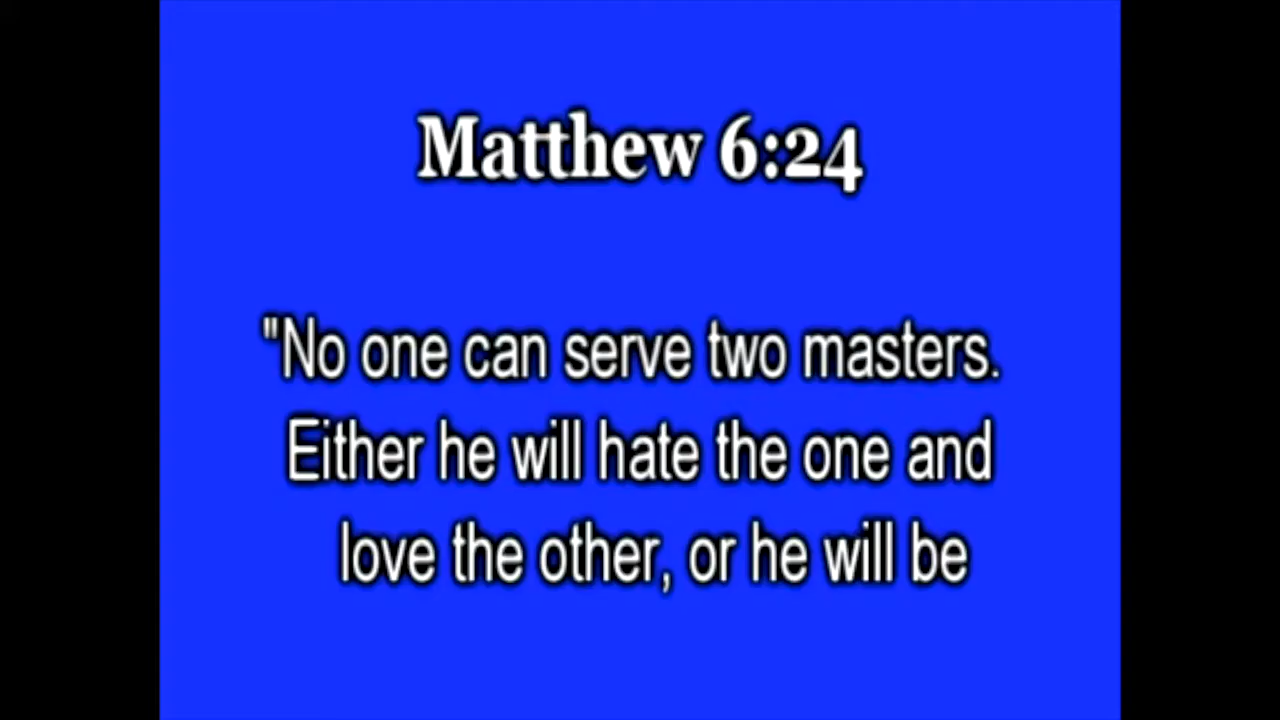 Matthew 6:24
"No one can serve two masters.
Either he will hate the one and
love the other, or he will be